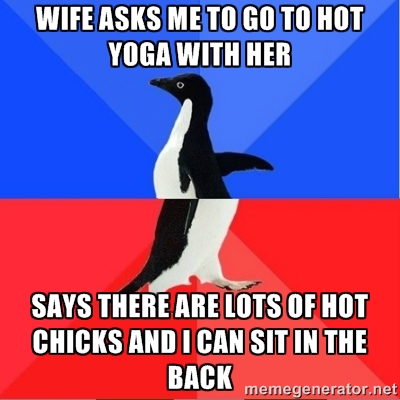 WIFE ASKS ME TO GO TO HOT
YOGA WITH HER
SAYS THERE ARE LOTS OF HOT
CHICKS AND I CAN SIT IN THE
BACK
memegenerator.net